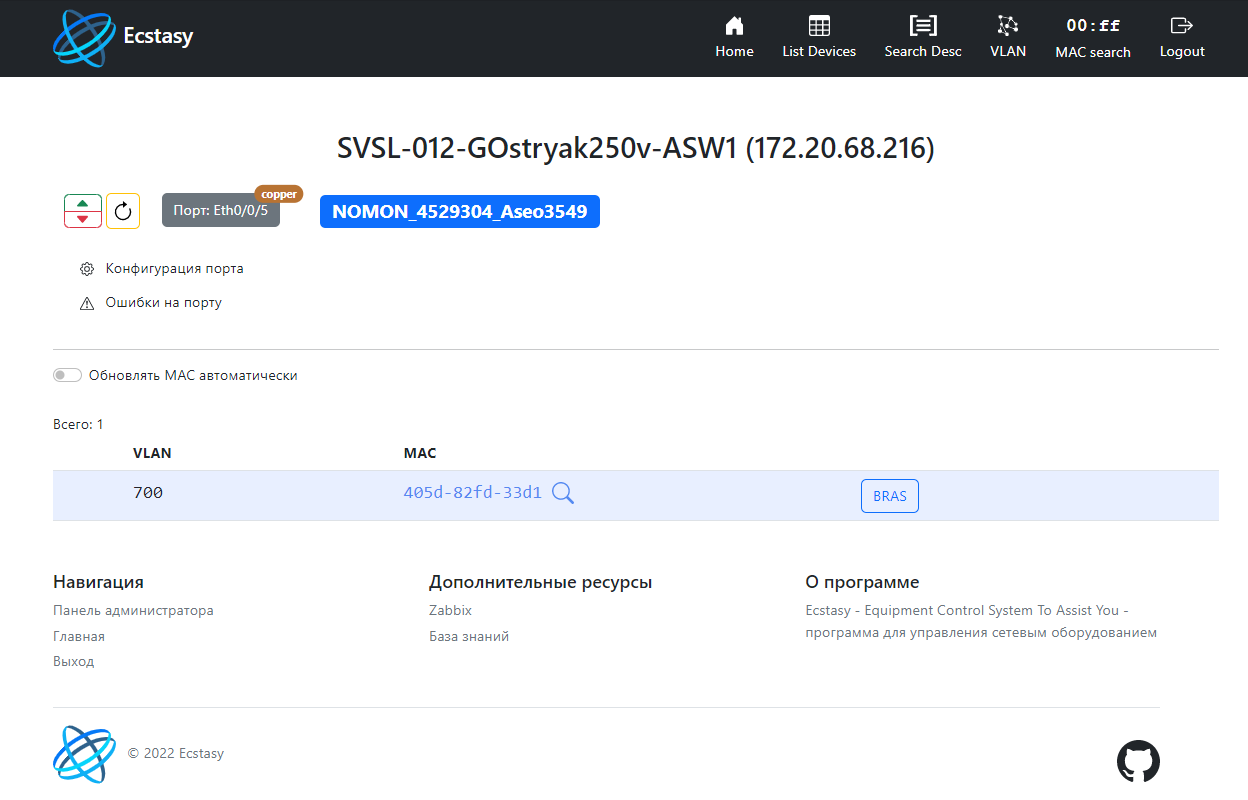 Ecstasy
Home
List Devices
Search Desc
VLAN
00:ff
MAC search
Logout
SVSL-012-GOstryak250v-ASW1 (172.20.68.216)
copper
Порт: Eth0/0/5
NOMON_4529304_Aseo3549
Конфигурация порта
Ошибки на порту
Обновлять MAC автоматически
Всего: 1
VLAN MAC
700 405d-82fd-33d1 BRAS
Навигация
Панель администратора
Главная
Выход
Дополнительные ресурсы
Zabbix
База знаний
О программе
Ecstasy - Equipment Control System To Assist You -
программа для управления сетевым оборудованием
© 2022 Ecstasy